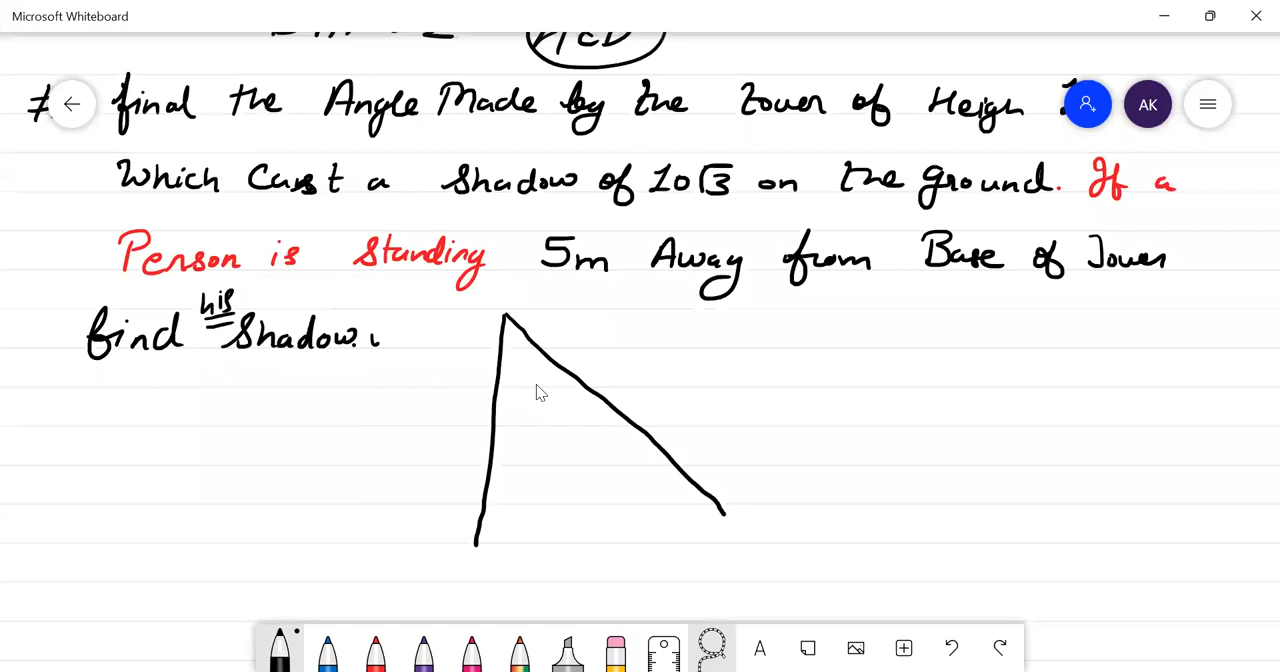 Microsoft Whiteboard
find the Angle Made by the tower of Heigh
AK
Which Cast a Shadow of 10√3 on the ground. If a
Person is Standing 5m Away from Base of Tower
find his Shadow.
A